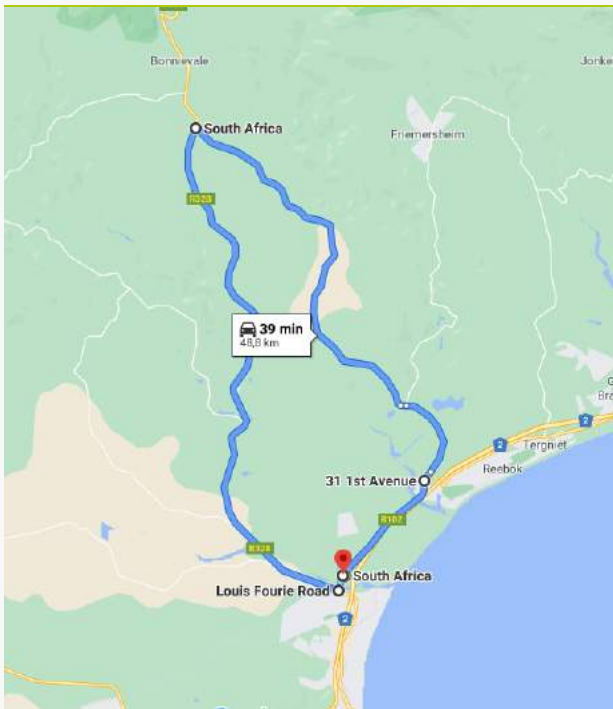 Bonnievale
South Africa
Friemersheim
R328
39 min
48,8 km
2
Tergniet
Reebok
31 1st Avenue
R102
R328
South Africa
Louis Fourie Road
2
2